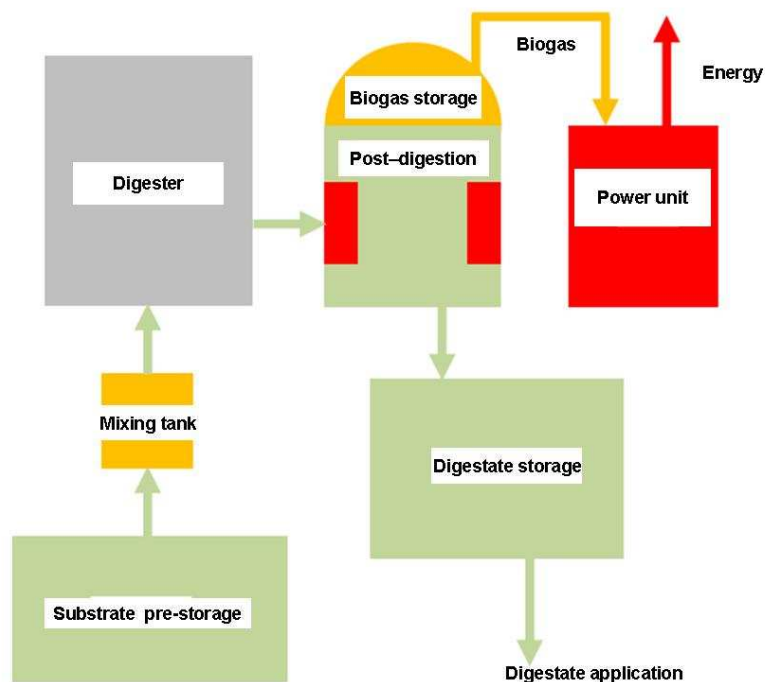 Biogas
Energy
Biogas storage
Post–digestion
Digester
Power unit
Mixing tank
Digestate storage
Substrate pre-storage
Digestate application